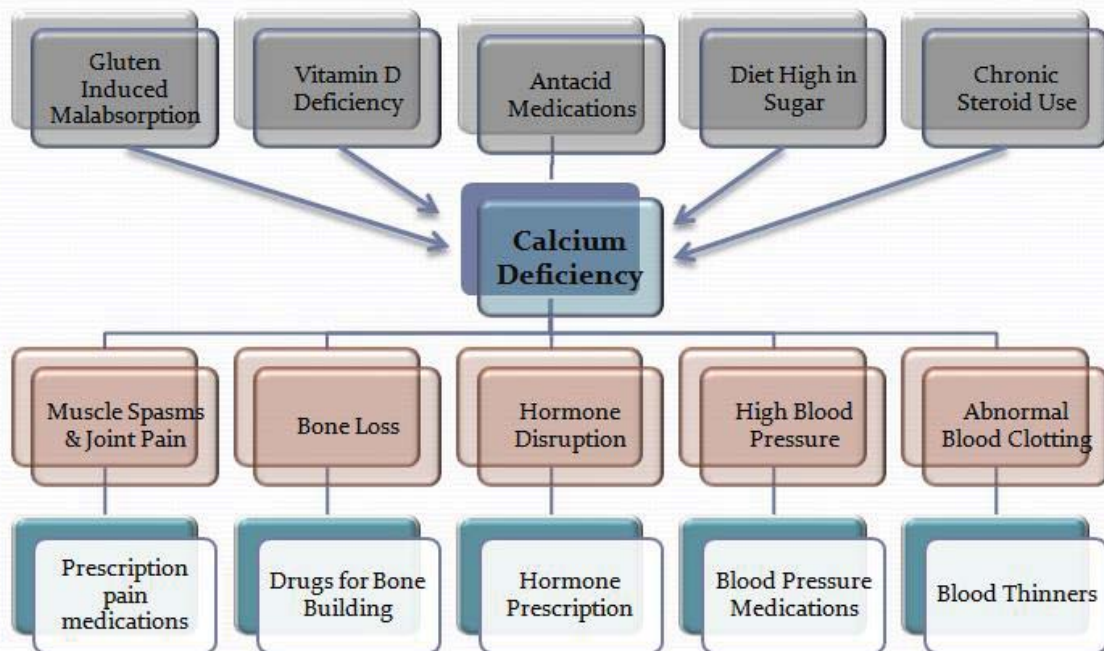 Gluten
Induced
Malabsorption
Vitamin D
Deficiency
Antacid
Medications
Diet High in
Sugar
Chronic
Steroid Use
Calcium
Deficiency
Muscle Spasms
& Joint Pain
Bone Loss
Hormone
Disruption
High Blood
Pressure
Abnormal
Blood Clotting
Prescription
pain
medications
Drugs for Bone
Building
Hormone
Prescription
Blood Pressure
Medications
Blood Thinners